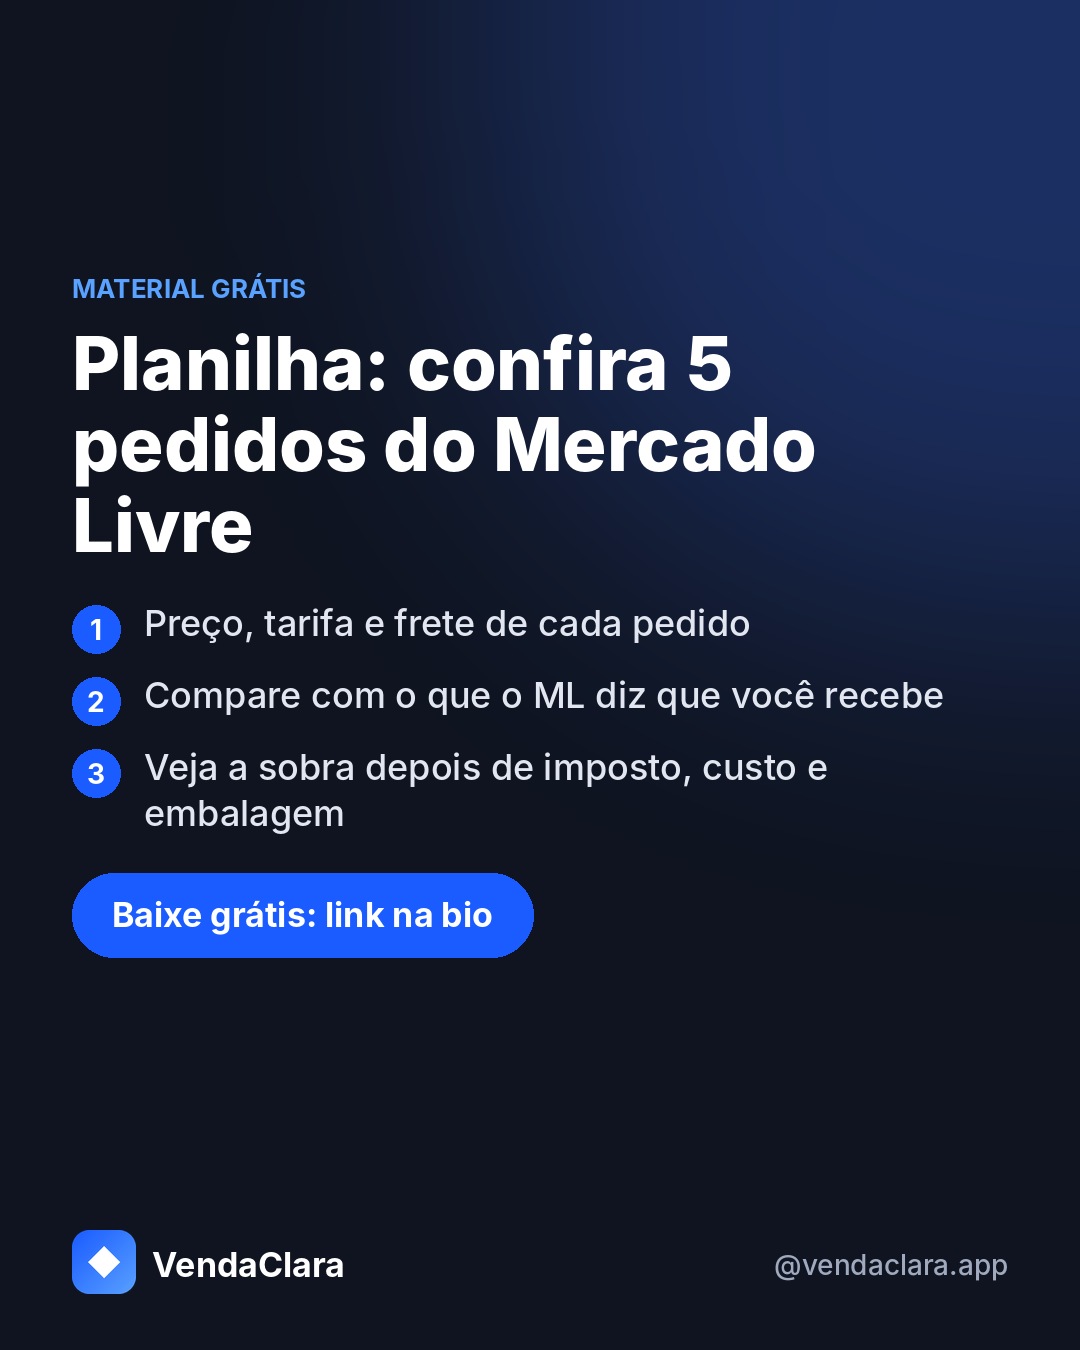 MATERIAL GRÁTIS
Planilha: confira 5
pedidos do Mercado
Livre
1 Preço, tarifa e frete de cada pedido
2 Compare com o que o ML diz que você recebe
3 Veja a sobra depois de imposto, custo e
embalagem
Baixe grátis: link na bio
VendaClara
@vendaclara.app